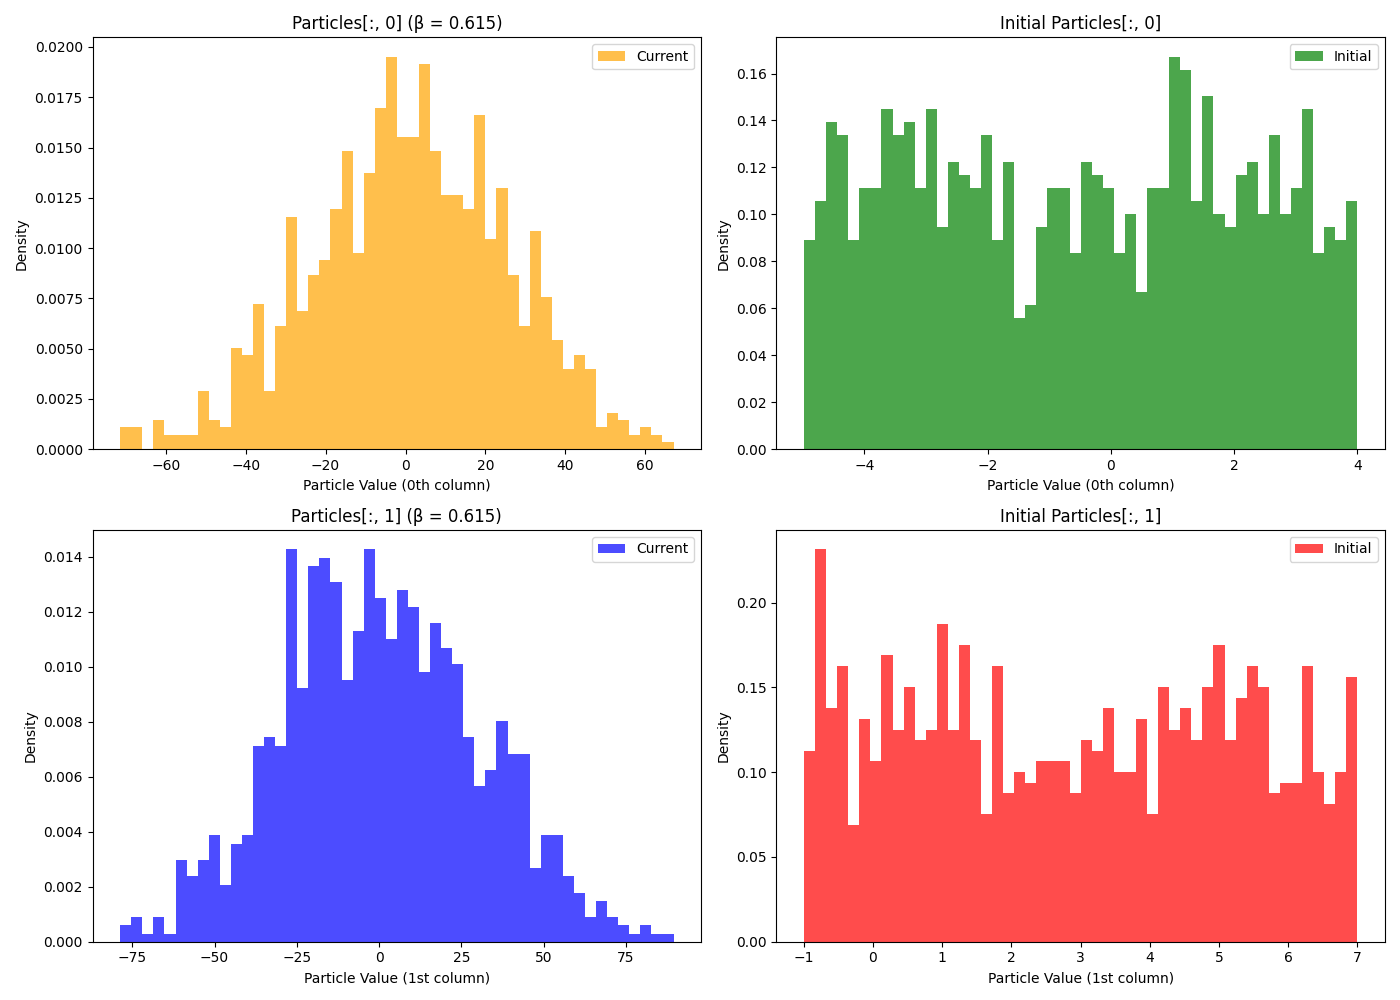 Particles[:, 0] (β = 0.615)
Current
0.0200
0.0175
0.0150
0.0125
0.0100
0.0075
0.0050
0.0025
0.0000
Density
−60 −40 −20 0 20 40 60
Particle Value (0th column)
Initial Particles[:, 0]
Initial
0.16
0.14
0.12
0.10
0.08
0.06
0.04
0.02
0.00
Density
−4 −2 0 2 4
Particle Value (0th column)
Particles[:, 1] (β = 0.615)
Current
0.014
0.012
0.010
0.008
0.006
0.004
0.002
0.000
Density
−75 −50 −25 0 25 50 75
Particle Value (1st column)
Initial Particles[:, 1]
Initial
0.20
0.15
0.10
0.05
0.00
Density
−1 0 1 2 3 4 5 6 7
Particle Value (1st column)